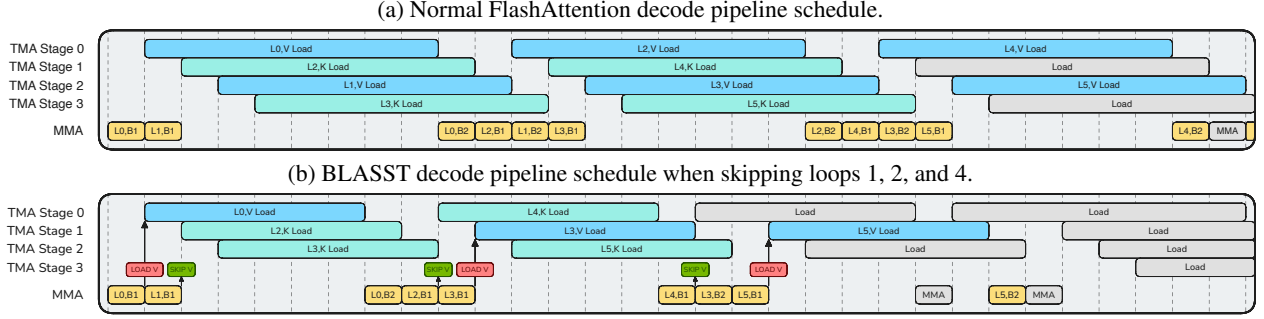 (a) Normal FlashAttention decode pipeline schedule.
TMA Stage 0 L0,V Load L2,V Load L4,V Load
TMA Stage 1 L2,K Load L4,K Load Load
TMA Stage 2 L1,V Load L3,V Load L5,V Load
TMA Stage 3 L3,K Load L5,K Load Load
MMA L0,B1 L1,B1 L0,B2 L2,B1 L1,B2 L3,B1 L2,B2 L4,B1 L3,B2 L5,B1 L4,B2 MMA
(b) BLASST decode pipeline schedule when skipping loops 1, 2, and 4.
TMA Stage 0 L0,V Load L4,K Load Load Load
TMA Stage 1 L2,K Load L3,V Load L5,V Load Load
TMA Stage 2 L3,K Load L5,K Load Load Load
TMA Stage 3 LOAD V SKIP V SKIP V LOAD V SKIP V LOAD V Load
MMA L0,B1 L1,B1 L0,B2 L2,B1 L3,B1 L4,B1 L3,B2 L5,B1 MMA L5,B2 MMA